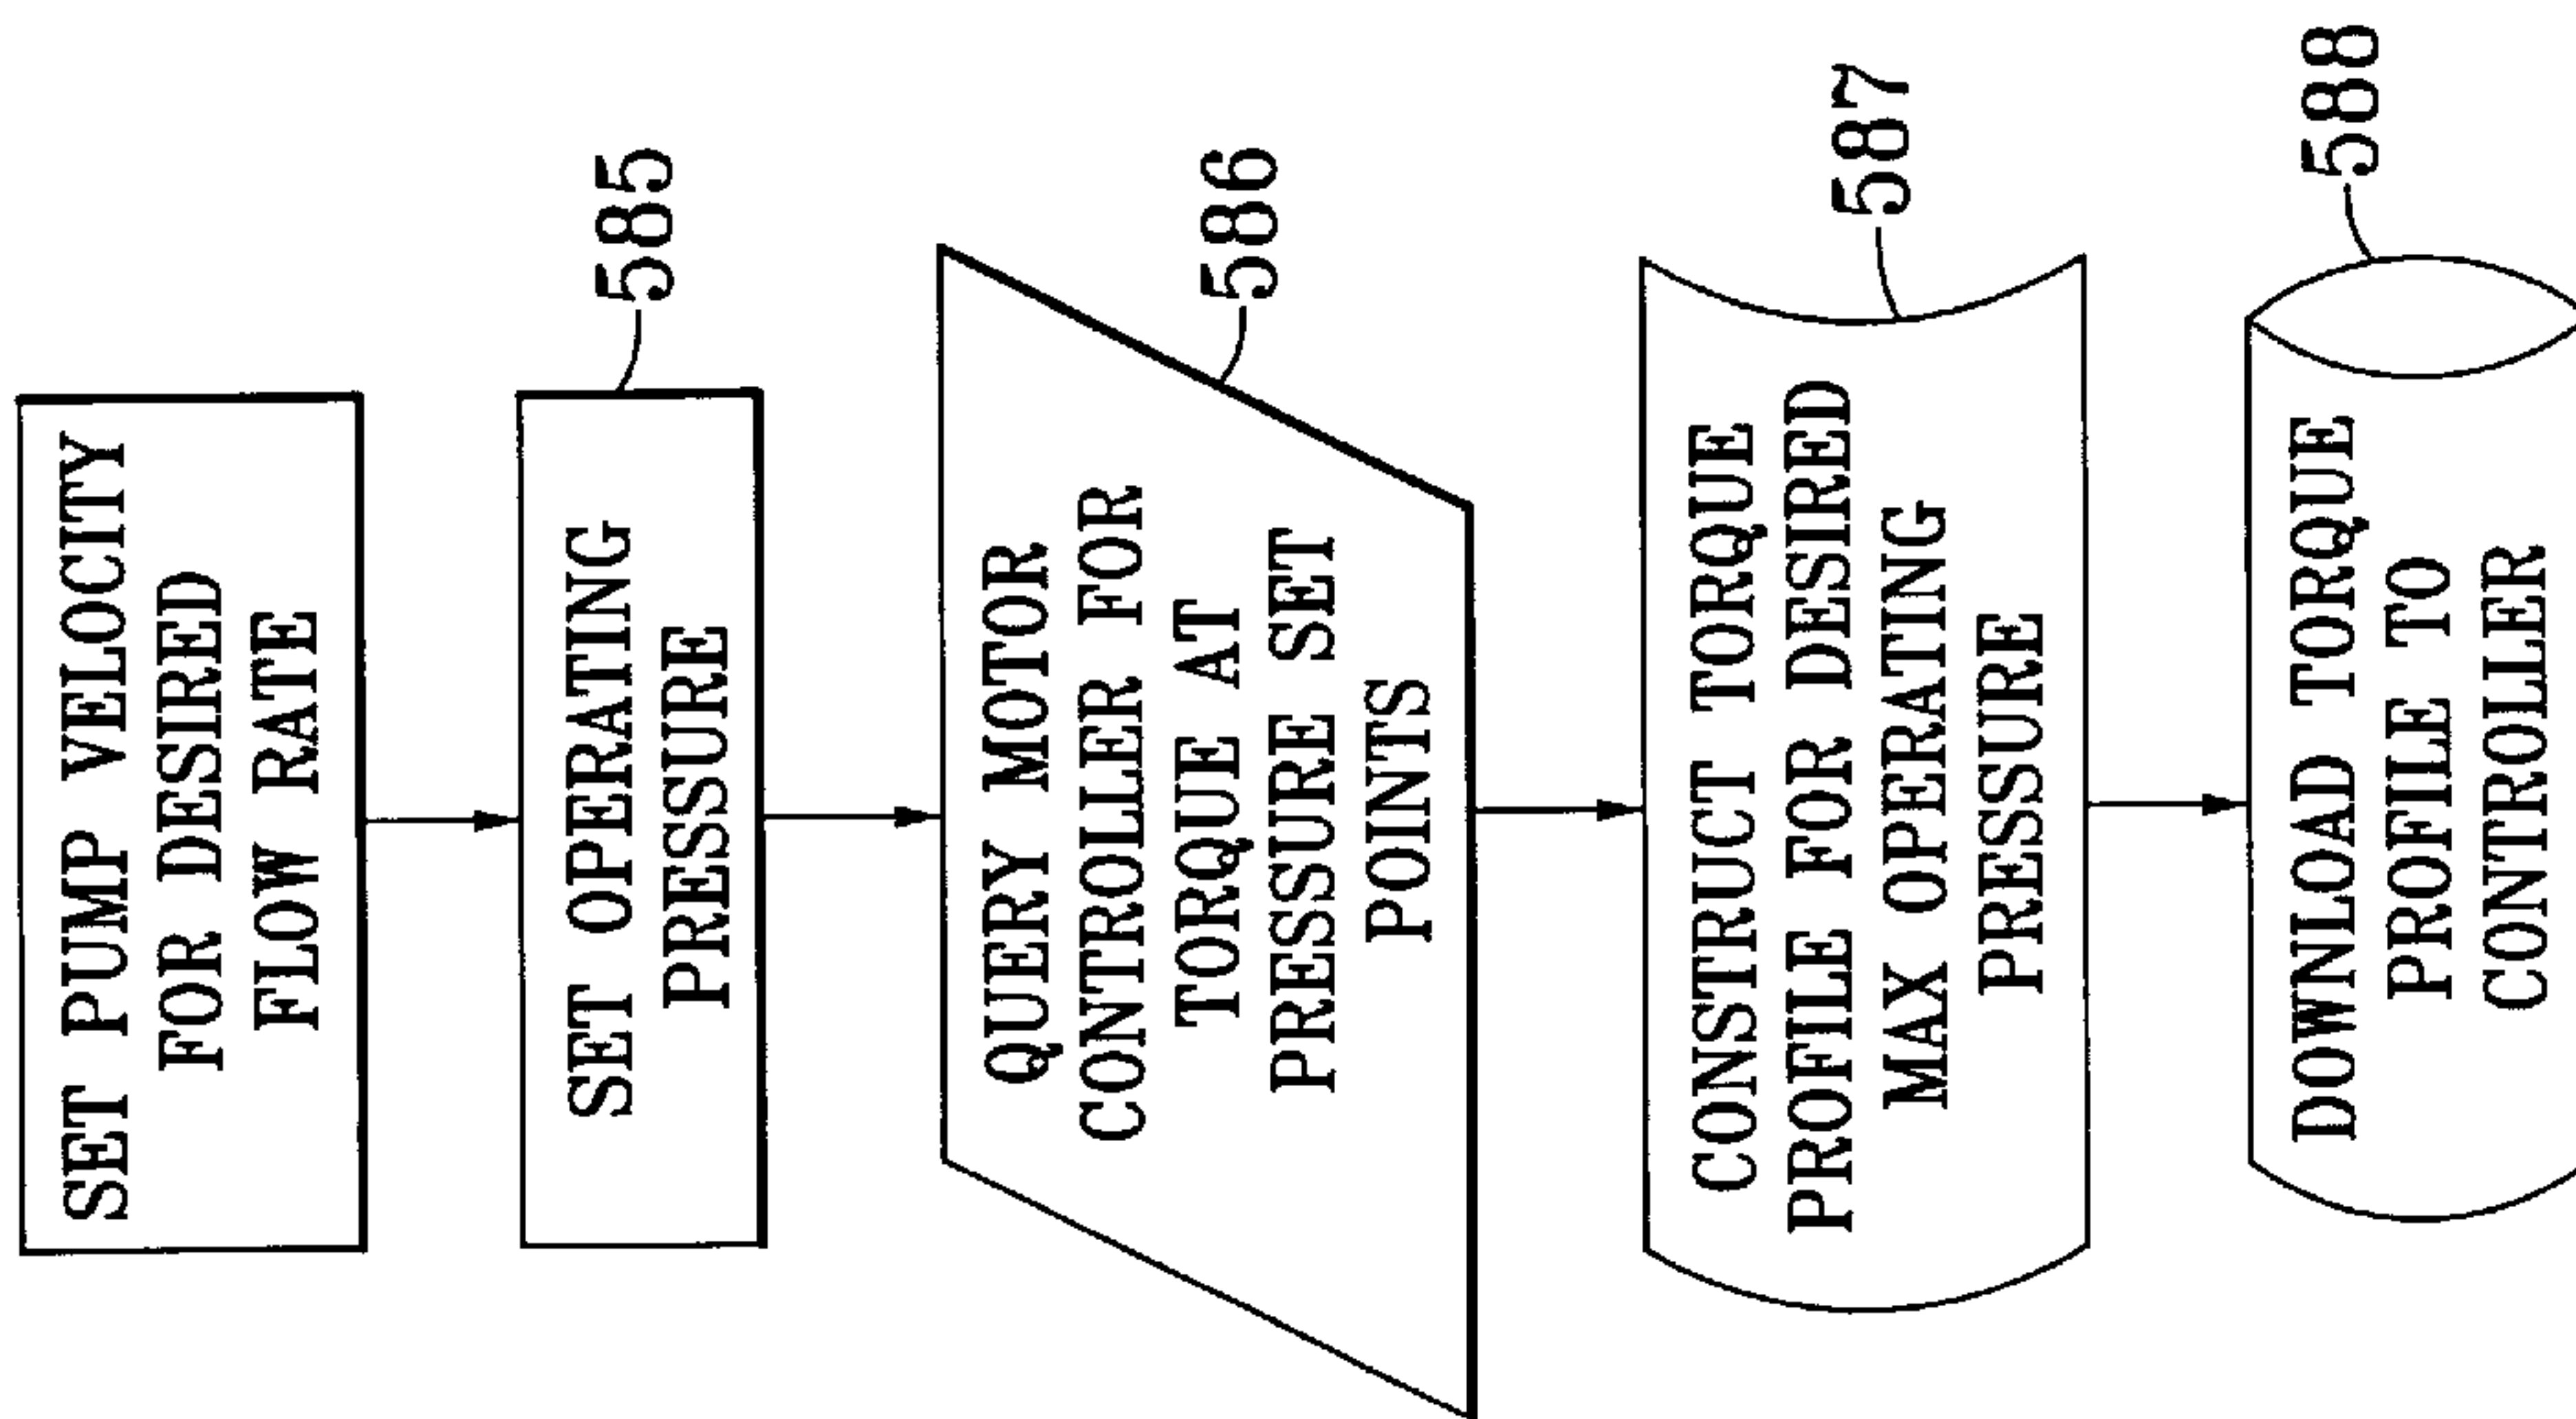 SET PUMP VELOCITY
FOR DESIRED
FLOW RATE
SET OPERATING
PRESSURE
585
QUERY MOTOR
CONTROLLER FOR
TORQUE AT
PRESSURE SET
POINTS
586
CONSTRUCT TORQUE
PROFILE FOR DESIRED
MAX OPERATING
PRESSURE
587
DOWNLOAD TORQUE
PROFILE TO
CONTROLLER
588